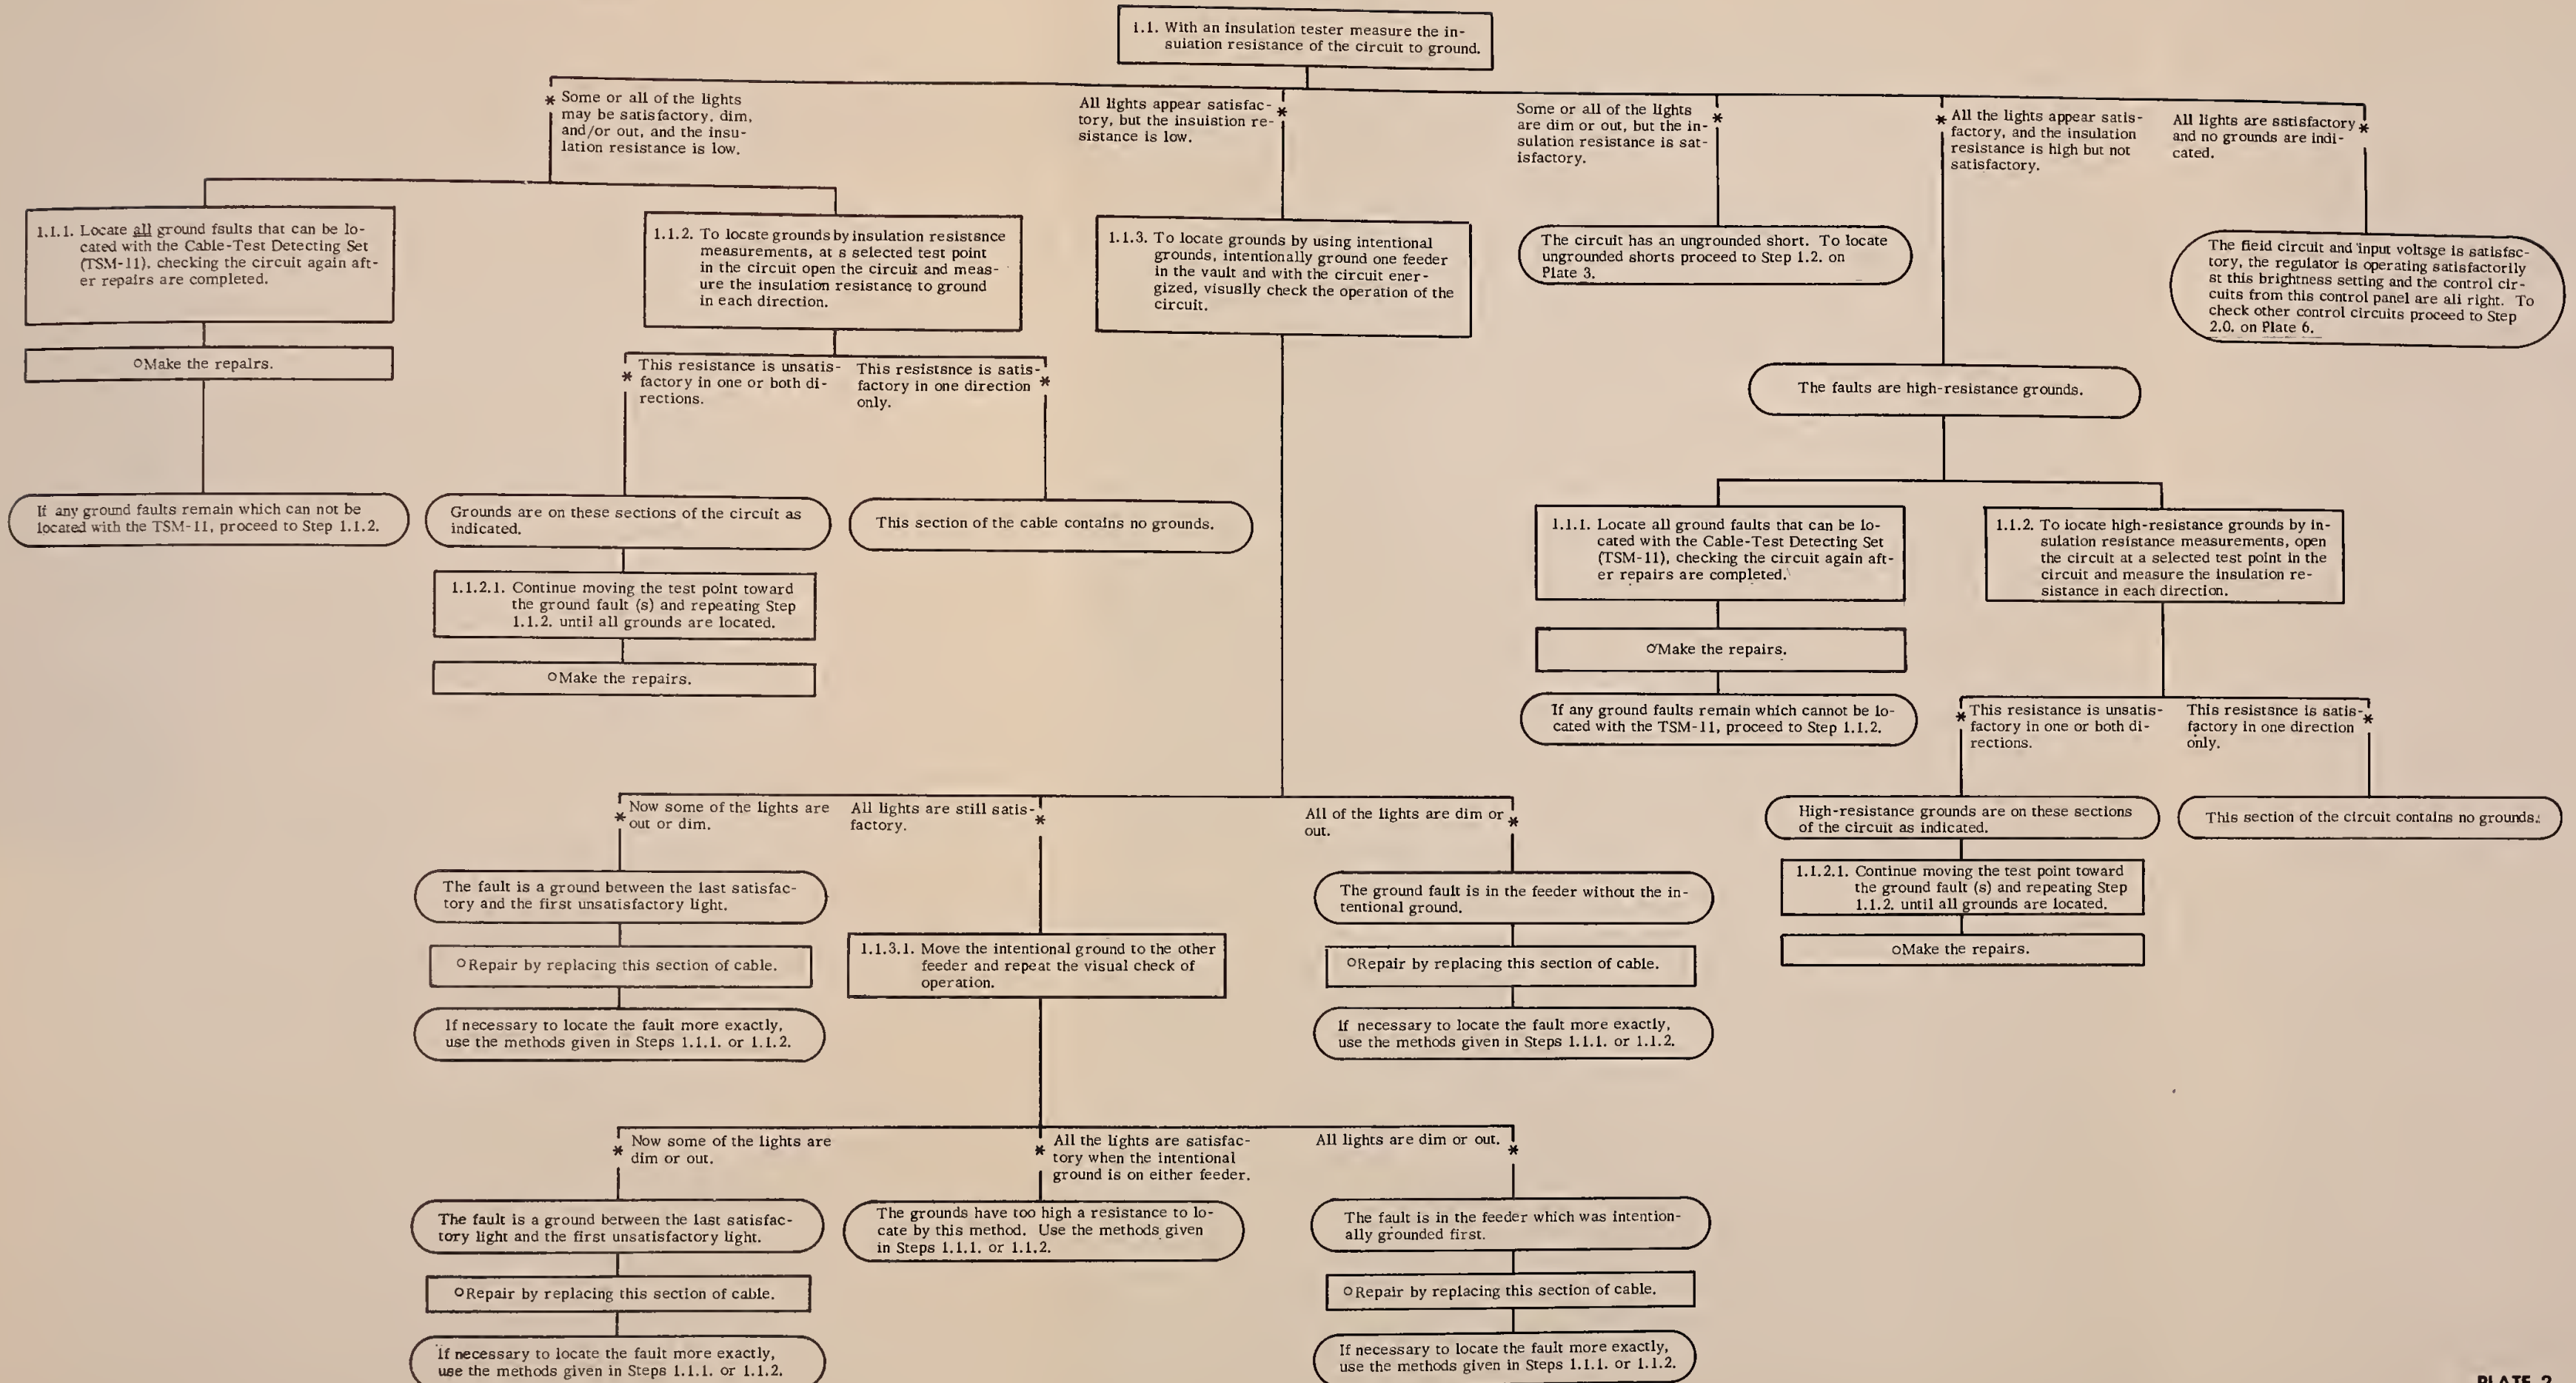 1.1. With an insulation tester measure the in-
sulation resistance of the circuit to ground.
* Some or all of the lights
may be satisfactory, dim,
and/or out, and the insu-
lation resistance is low.
All lights appear satisfac-
tory, but the insuistion re-
sistance is low.
*
Some or all of the lights
are dim or out, but the in-
sulation resistance is sat-
isfactory.
*
* All the lights appear satis-
factory, and the insulation
resistance is high but not
satisfactory.
All lights are sstisfactory
and no grounds are indi-
cated.
*
1.1.1. Locate all ground fsults that can be lo-
cated with the Cable-Test Detecting Set
(TSM-11), checking the circuit again aft-
er repairs are completed.
○Make the repairs.
If any ground faults remain which can not be
located with the TSM-11, proceed to Step 1.1.2.
1.1.2. To locste grounds by insulation resistsnce
measurements, at s selected test point
in the circuit open the circuit and meas-
ure the insulation resistance to ground
in each direction.
* This resistance is unsatis-
factory in one or both di-
rections.
This resistsnce is satis-
factory in one direction
only.
*
Grounds are on these sections of the circuit as
indicated.
This section of the cable contains no grounds.
1.1.2.1. Continue moving the test point toward
the ground fault (s) and repeating Step
1.1.2. until all grounds are located.
○Make the repairs.
1.1.3. To locate grounds by using intentional
grounds, intentionally ground one feeder
in the vault and with the circuit ener-
gized, visuslly check the operation of the
circuit.
The circuit has an ungrounded short. To locate
ungrounded shorts proceed to Step 1.2. on
Plate 3.
The field circuit and input voltsge is satisfsc-
tory, the regulator is operating satisfactorily
st this brightness setting and the control cir-
cuits from this control panel are all right. To
check other control circuits proceed to Step
2.0. on Plate 6.
The faults are high-resistance grounds.
1.1.1. Locate all ground faults that can be lo-
cated with the Cable-Test Detecting Set
(TSM-11), checking the circuit again aft-
er repairs are completed.
○Make the repairs.
If any ground faults remain which cannot be lo-
cated with the TSM-11, proceed to Step 1.1.2.
1.1.2. To locate high-resistance grounds by in-
sulation resistance measurements, open
the circuit at a selected test point in the
circuit and measure the insulation re-
sistance in each direction.
* This resistance is unsatis-
factory in one or both di-
rections.
This resistsnce is satis-
factory in one direction
only.
*
High-resistance grounds are on these sections
of the circuit as indicated.
This section of the circuit contains no grounds.
1.1.2.1. Continue moving the test point toward
the ground fault (s) and repeating Step
1.1.2. until all grounds are located.
○Make the repairs.
* Now some of the lights are
out or dim.
All lights are still satis-
factory.
*
All of the lights are dim or
out.
*
The fault is a ground between the last satisfac-
tory and the first unsatisfactory light.
○Repair by replacing this section of cable.
If necessary to locate the fault more exactly,
use the methods given in Steps 1.1.1. or 1.1.2.
1.1.3.1. Move the intentional ground to the other
feeder and repeat the visual check of
operation.
The ground fault is in the feeder without the in-
tentional ground.
○Repair by replacing this section of cable.
If necessary to locate the fault more exactly,
use the methods given in Steps 1.1.1. or 1.1.2.
* Now some of the lights are
dim or out.
* All the lights are satisfac-
tory when the intentional
ground is on either feeder.
All lights are dim or out.
*
The fault is a ground between the last satisfac-
tory light and the first unsatisfactory light.
○Repair by replacing this section of cable.
If necessary to locate the fault more exactly,
use the methods given in Steps 1.1.1. or 1.1.2.
The grounds have too high a resistance to lo-
cate by this method. Use the methods given
in Steps 1.1.1. or 1.1.2.
The fault is in the feeder which was intention-
ally grounded first.
○Repair by replacing this section of cable.
If necessary to locate the fault more exactly,
use the methods given in Steps 1.1.1. or 1.1.2.
PLATE 2